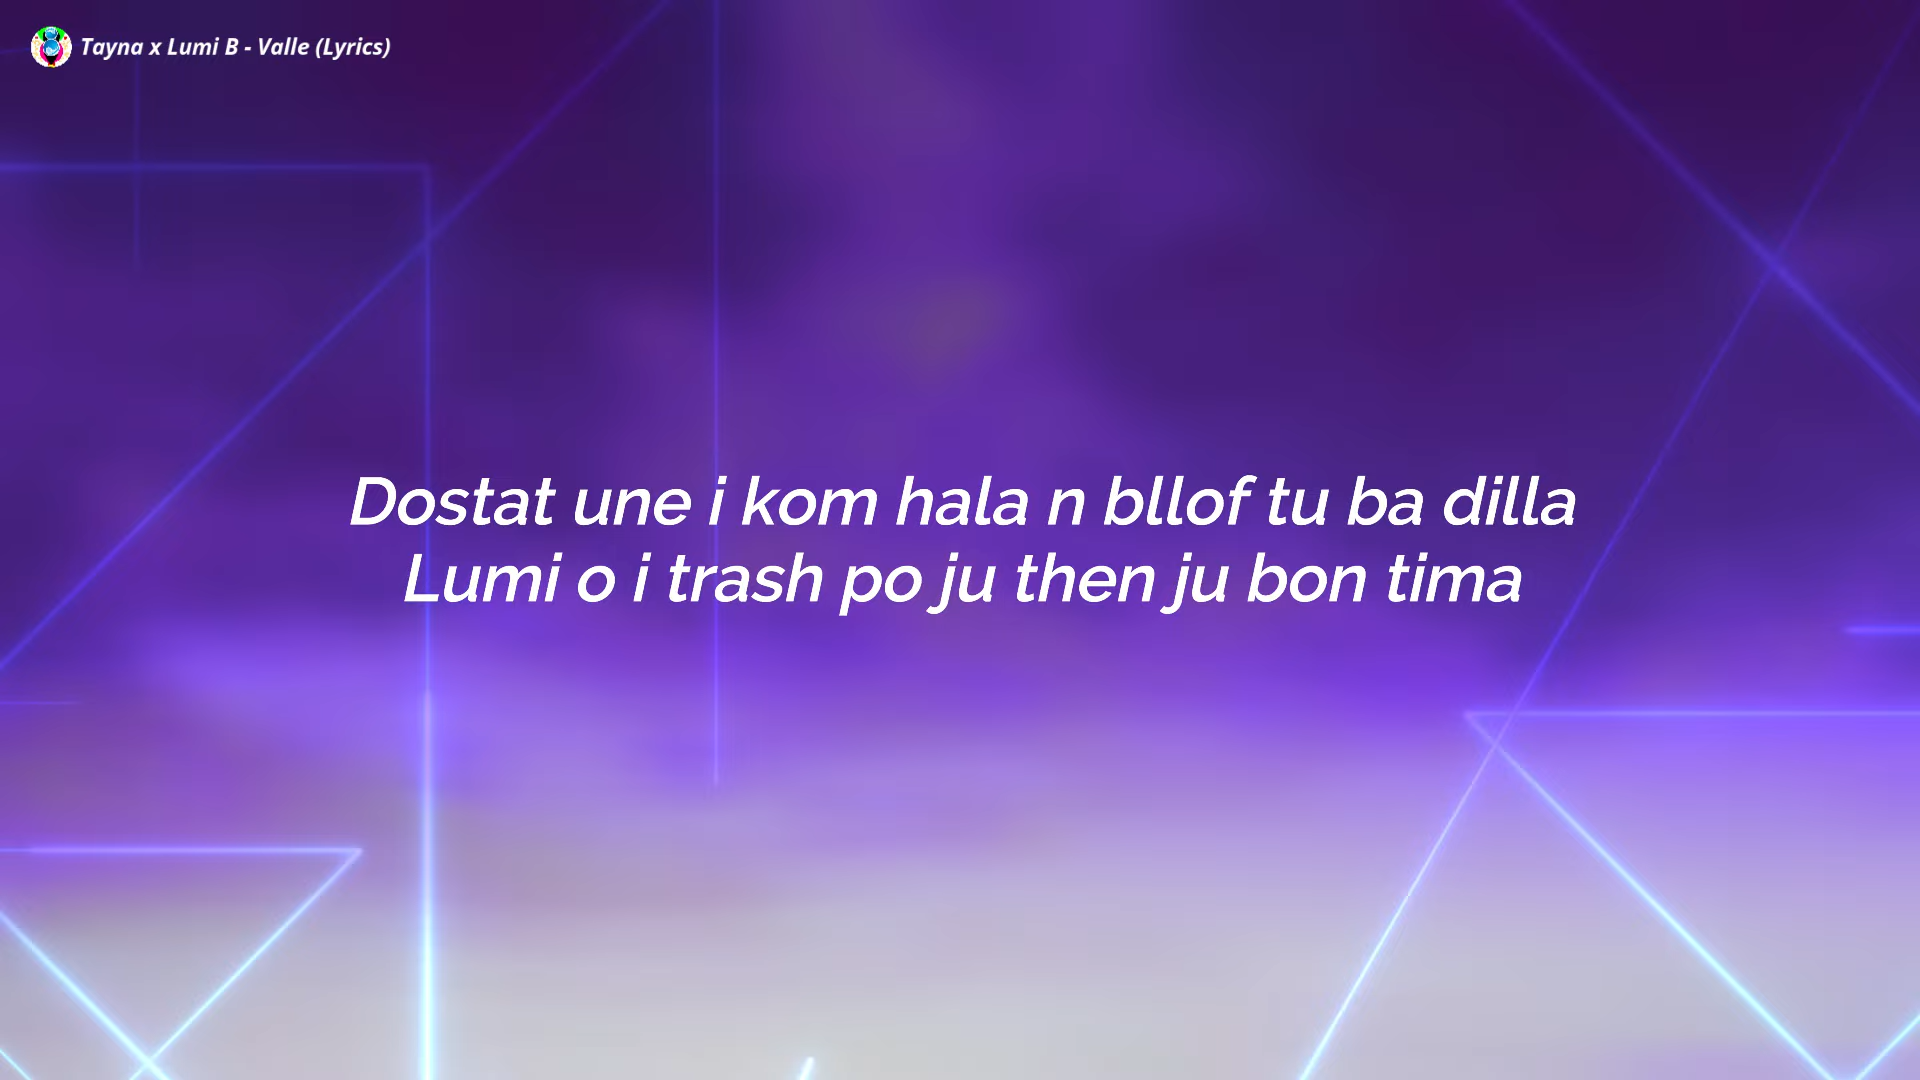 Tayna x Lumi B - Valle (Lyrics)
Dostat une i kom hala n bllof tu ba dilla
Lumi o i trash po ju then ju bon tima